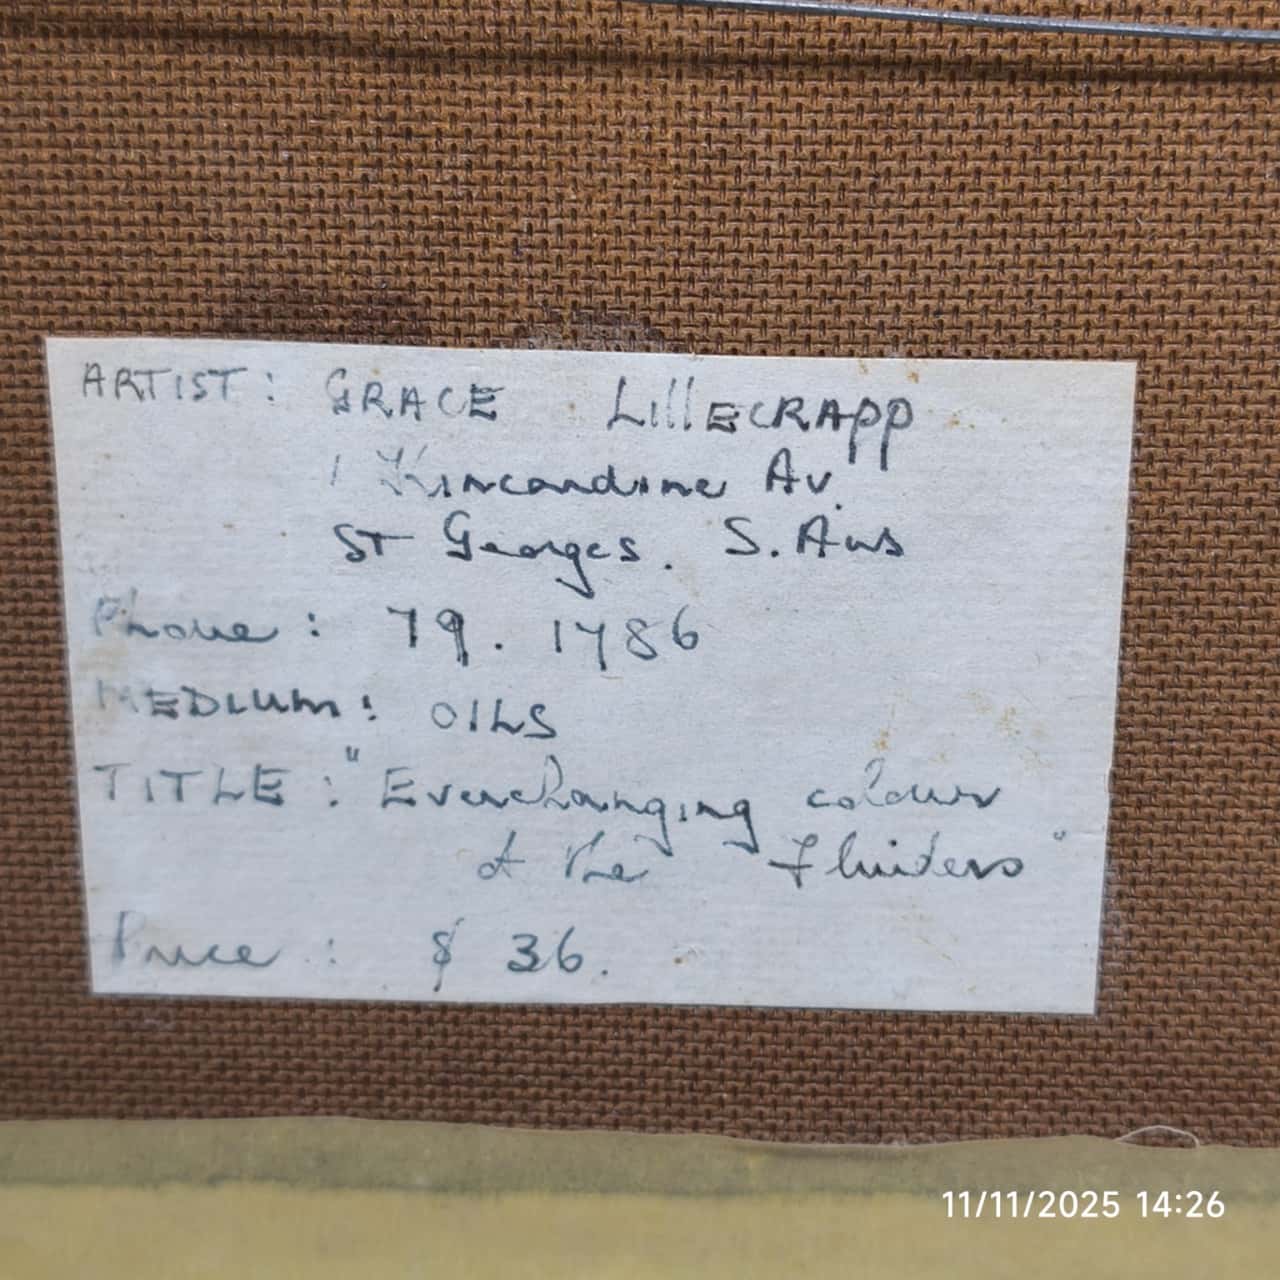 ARTIST: GRACE LillECRAPP
1 Kincardine Av.
ST Georges. S. Aus
Phone: 79. 1786
MEDIUM: OILS
TITLE: "Everchanging colour
of the Flinders"
Price: $ 36.
11/11/2025 14:26